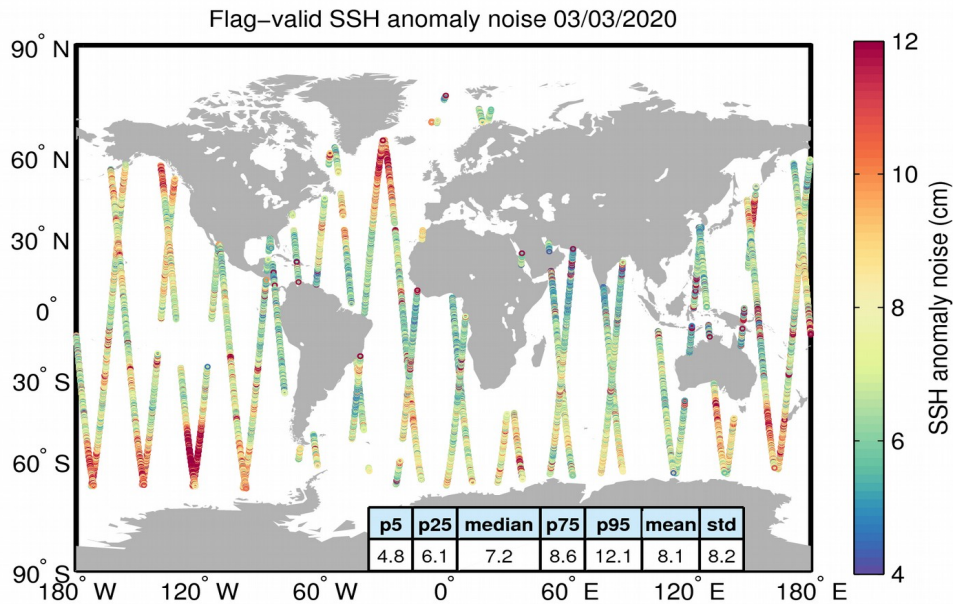 Flag-valid SSH anomaly noise 03/03/2020
90° N
60° N
30° N
0°
30° S
60° S
90° S
180° W
120° W
60° W
0°
60° E
120° E
180° E
p5 p25 median p75 p95 mean std
4.8 6.1 7.2 8.6 12.1 8.1 8.2
12
10
8
6
4
SSH anomaly noise (cm)